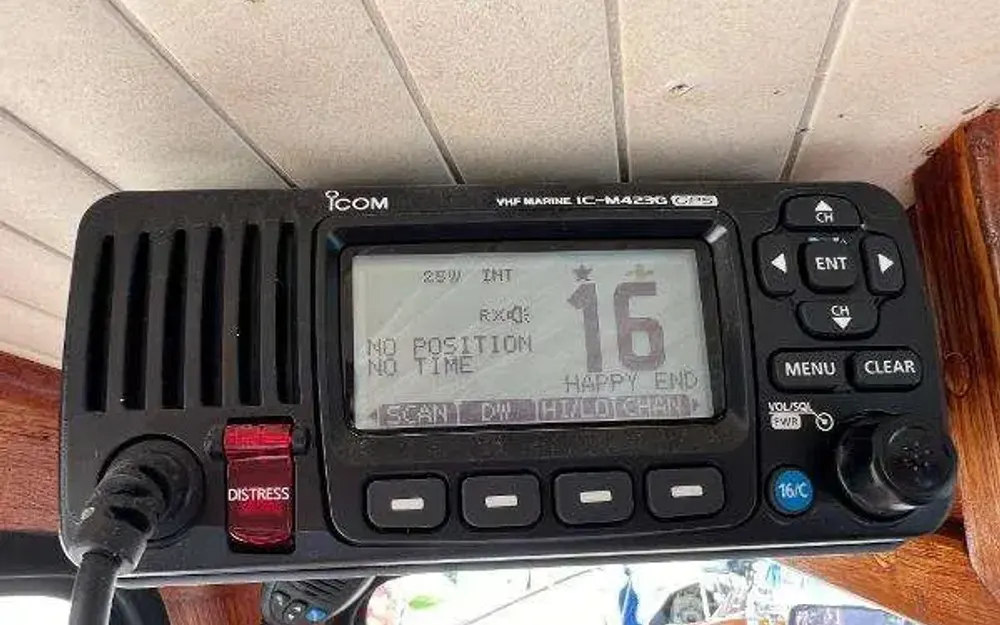 ICOM
VHF MARINE IC-M423G GPS
25W INT
RX
16
NO POSITION
NO TIME
HAPPY END
SCAN DW HI/LO CHAN
DISTRESS
CH
ENT
CH
MENU CLEAR
VOL/SQL
PWR
16/C